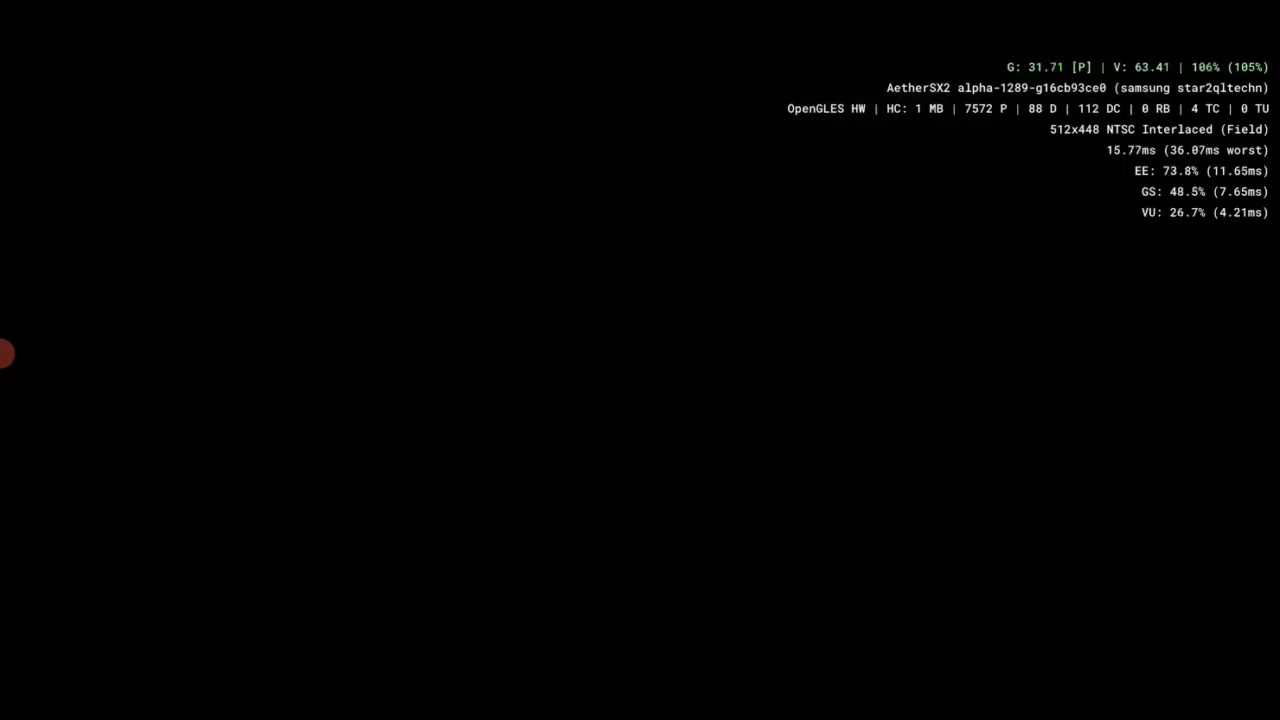 G: 31.71 [P] | V: 63.41 | 106% (105%)
AetherSX2 alpha-1289-g16cb93ce0 (samsung star2qltechn)
OpenGLES HW | HC: 1 MB | 7572 P | 88 D | 112 DC | 0 RB | 4 TC | 0 TU
512x448 NTSC Interlaced (Field)
15.77ms (36.07ms worst)
EE: 73.8% (11.65ms)
GS: 48.5% (7.65ms)
VU: 26.7% (4.21ms)